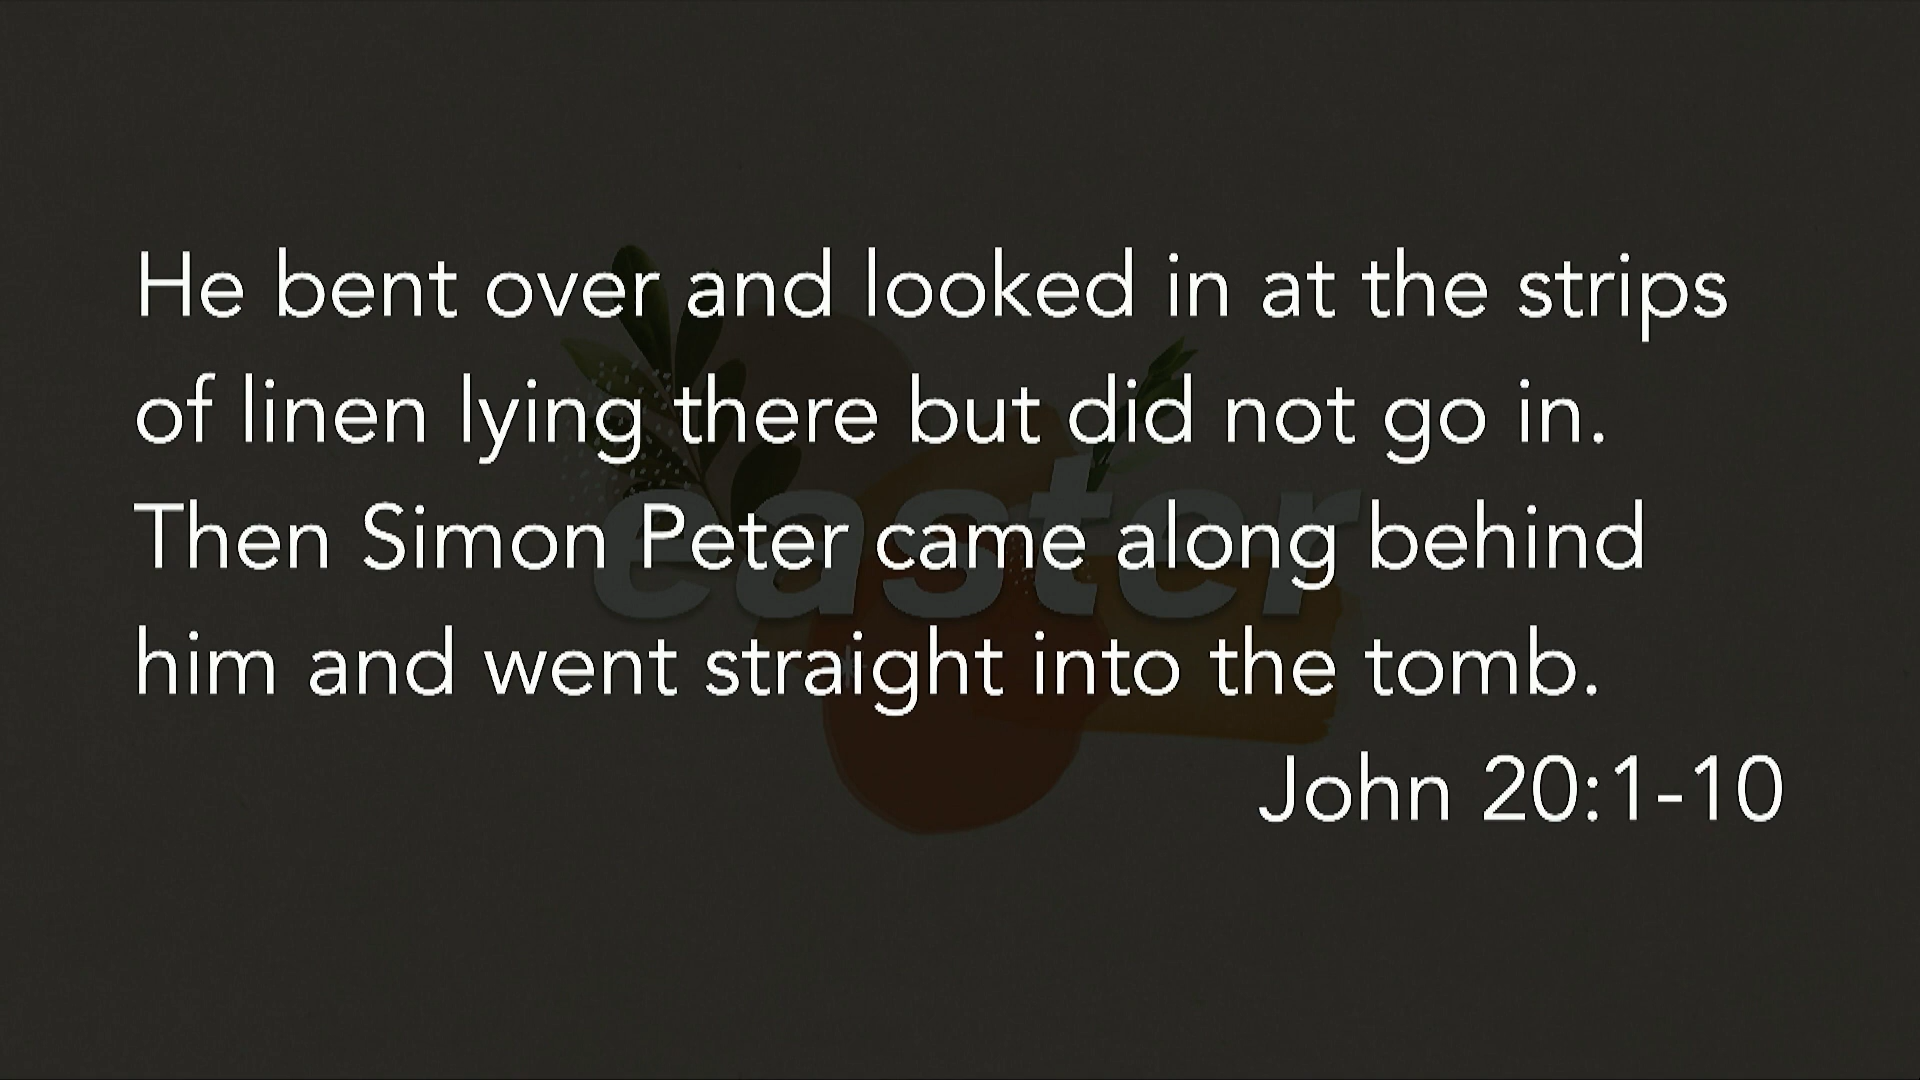 He bent over and looked in at the strips
of linen lying there but did not go in.
Then Simon Peter came along behind
him and went straight into the tomb.
John 20:1-10
easter